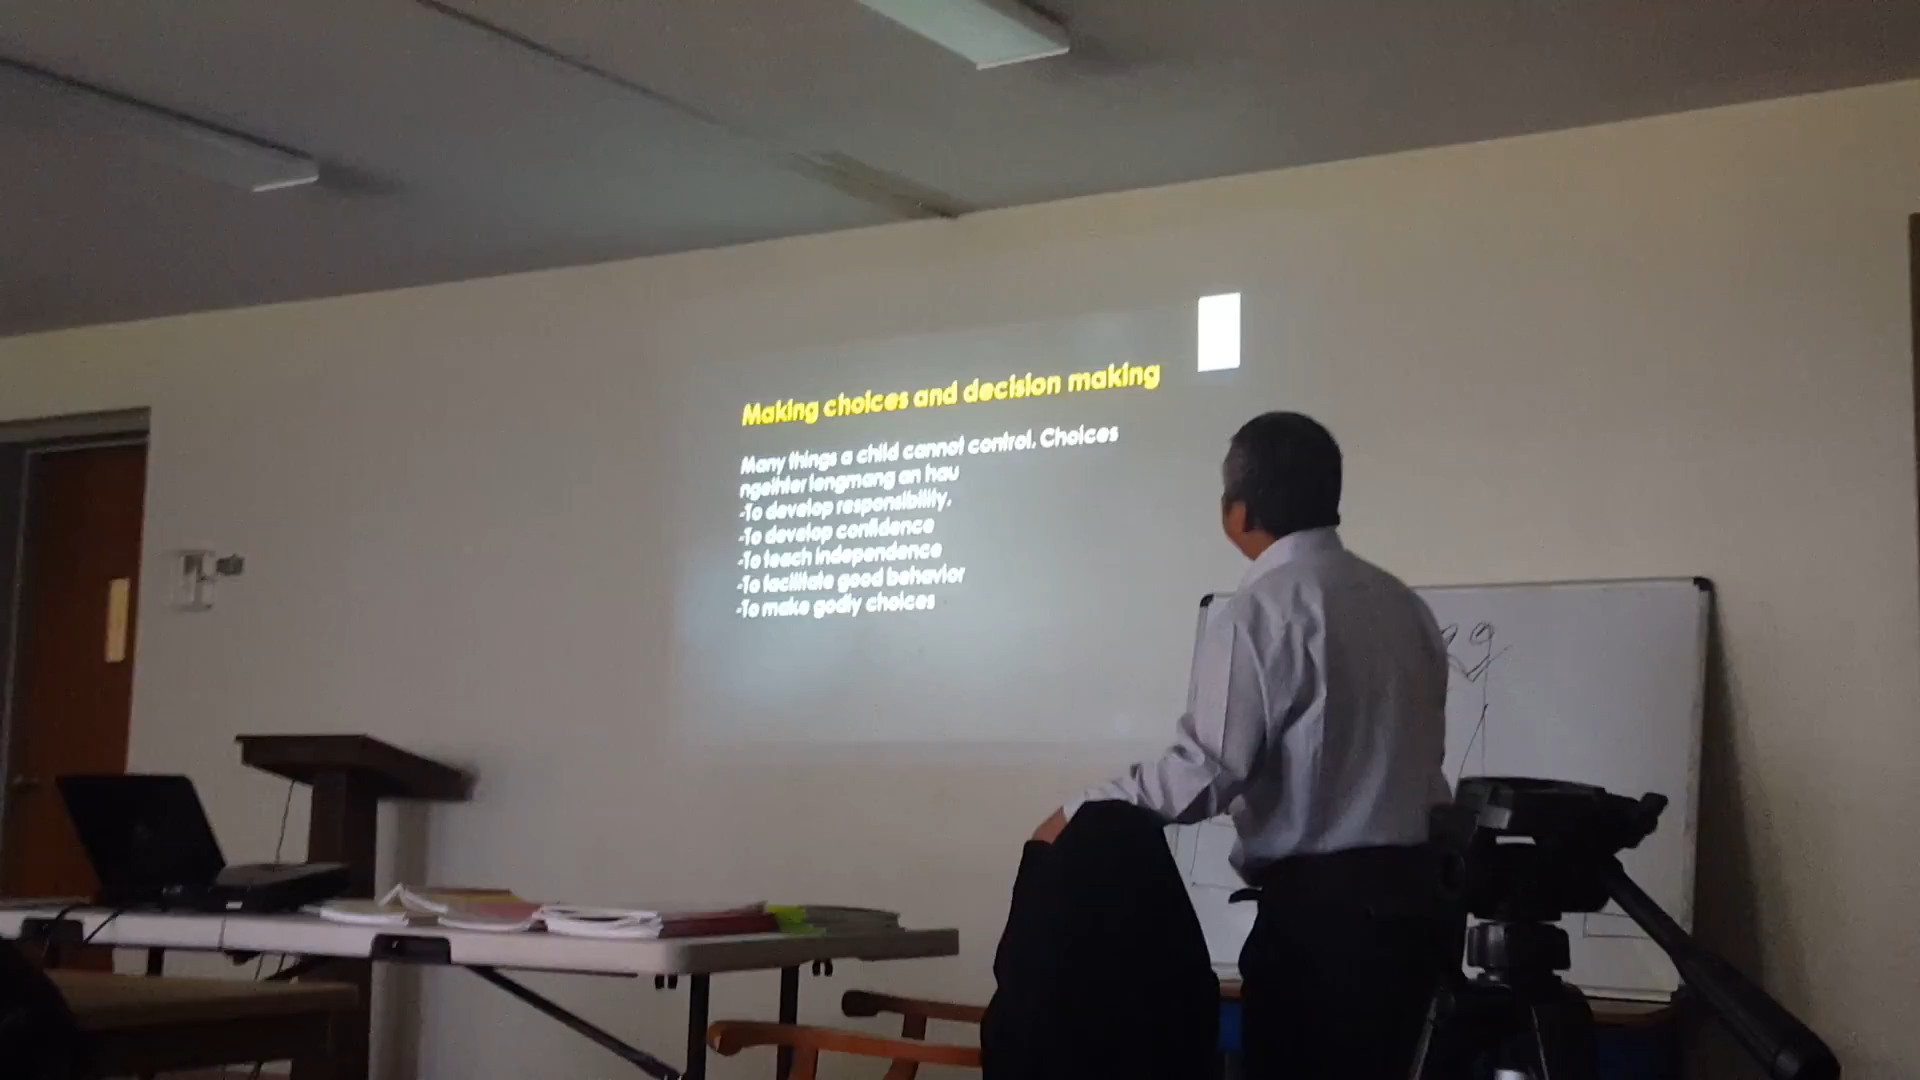 Making choices and decision making
Many things a child cannot control. Choices
ngeihter lengmang an hau
-To develop responsibility.
-To develop confidence
-To teach independence
-To facilitate good behavior
-To make godly choices